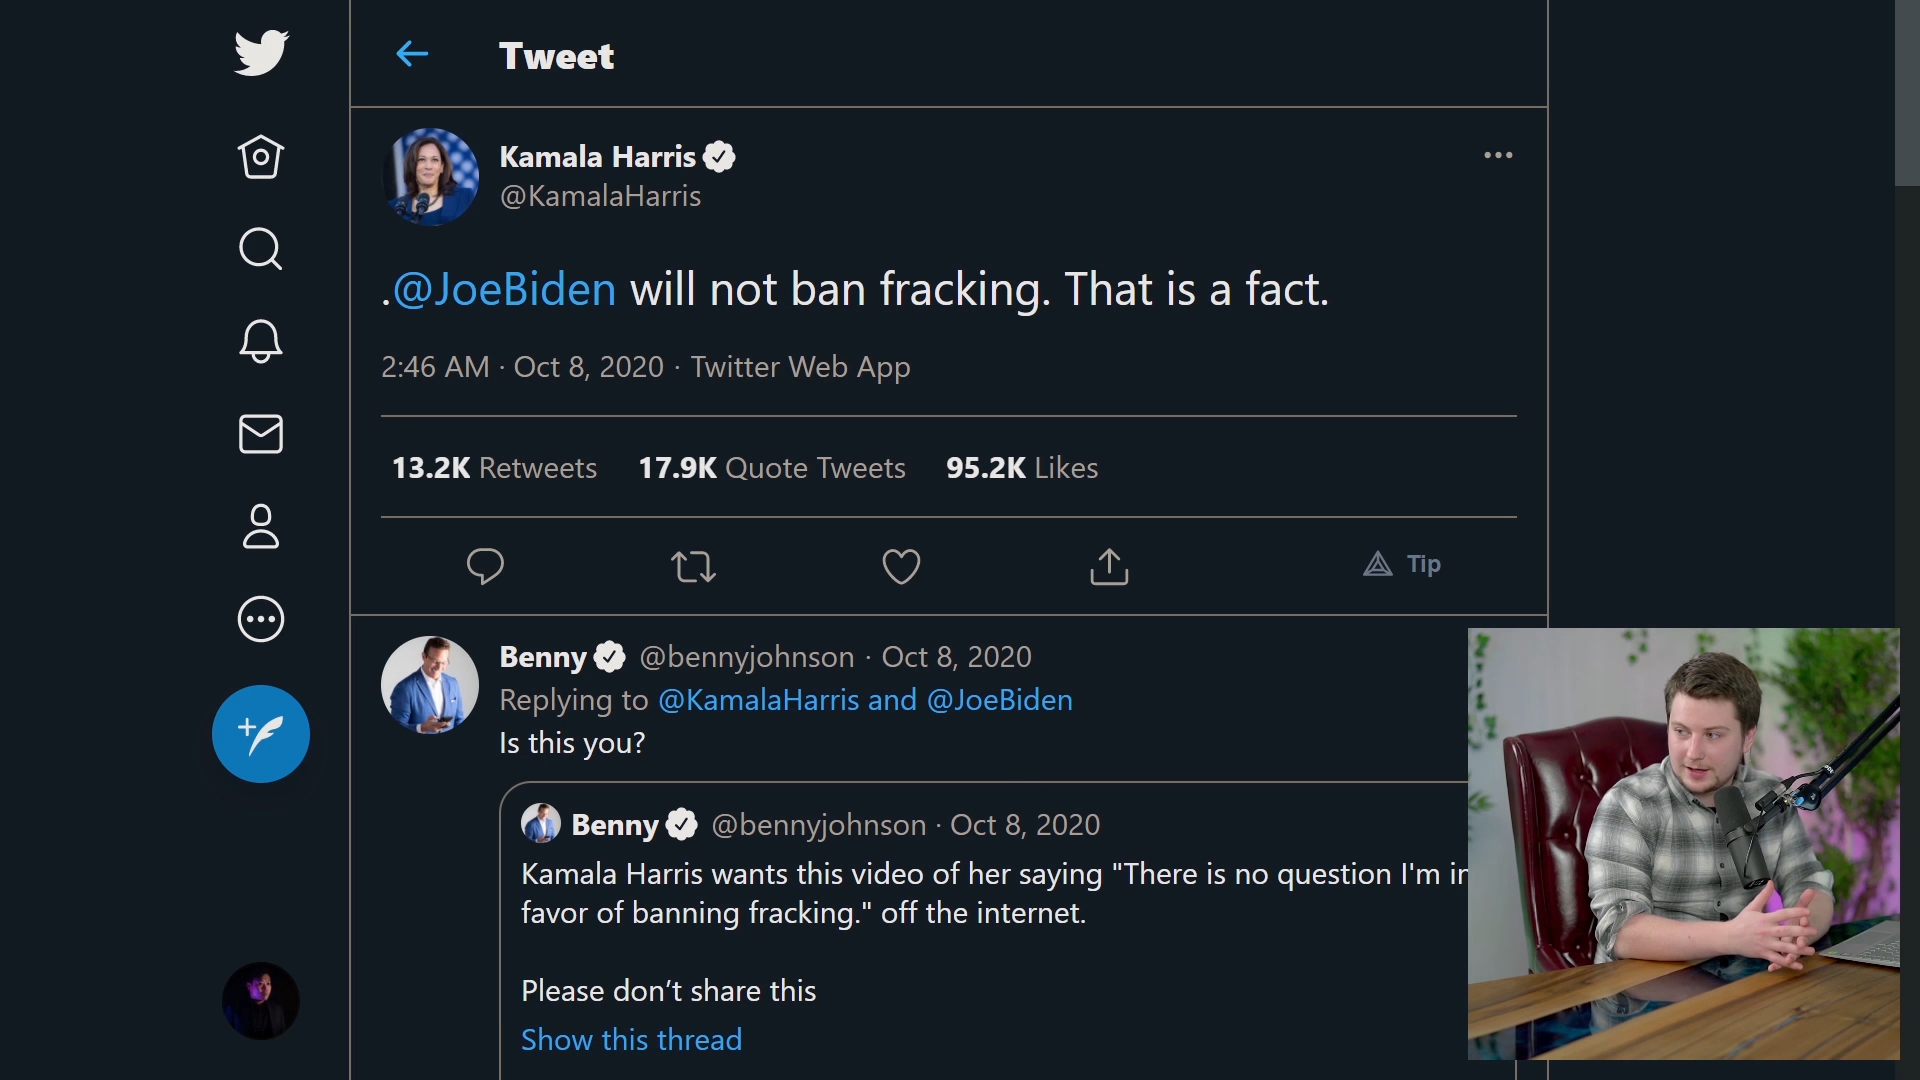 Tweet
Kamala Harris
@KamalaHarris
.@JoeBiden will not ban fracking. That is a fact.
2:46 AM · Oct 8, 2020 · Twitter Web App
13.2K Retweets 17.9K Quote Tweets 95.2K Likes
Tip
Benny @bennyjohnson · Oct 8, 2020
Replying to @KamalaHarris and @JoeBiden
Is this you?
Benny @bennyjohnson · Oct 8, 2020
Kamala Harris wants this video of her saying "There is no question I'm in
favor of banning fracking." off the internet.
Please don’t share this
Show this thread